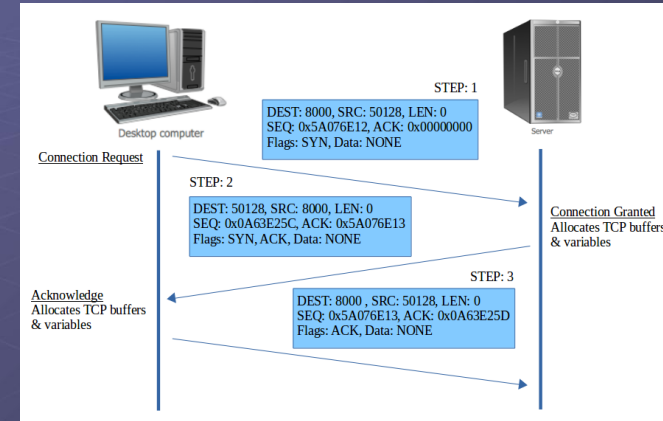 Desktop computer
Server
STEP: 1
DEST: 8000, SRC: 50128, LEN: 0
SEQ: 0x5A076E12, ACK: 0x00000000
Flags: SYN, Data: NONE
Connection Request
STEP: 2
DEST: 50128, SRC: 8000, LEN: 0
SEQ: 0x0A63E25C, ACK: 0x5A076E13
Flags: SYN, ACK, Data: NONE
Connection Granted
Allocates TCP buffers
& variables
STEP: 3
DEST: 8000 , SRC: 50128, LEN: 0
SEQ: 0x5A076E13, ACK: 0x0A63E25D
Flags: ACK, Data: NONE
Acknowledge
Allocates TCP buffers
& variables